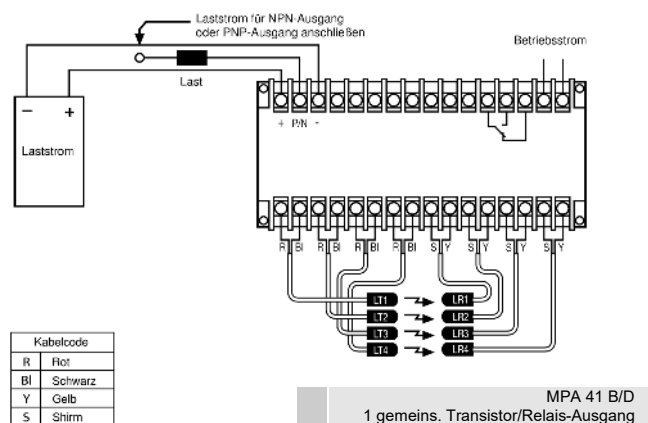 Laststrom für NPN-Ausgang
oder PNP-Ausgang anschließen
Betriebsstrom
Last
− +
Laststrom
+ P/N -
R Bl R Bl R Bl R Bl S Y S Y S Y S Y
LT1 LR1
LT2 LR2
LT3 LR3
LT4 LR4
Kabelcode
R Rot
Bl Schwarz
Y Gelb
S Shirm
MPA 41 B/D
1 gemeins. Transistor/Relais-Ausgang